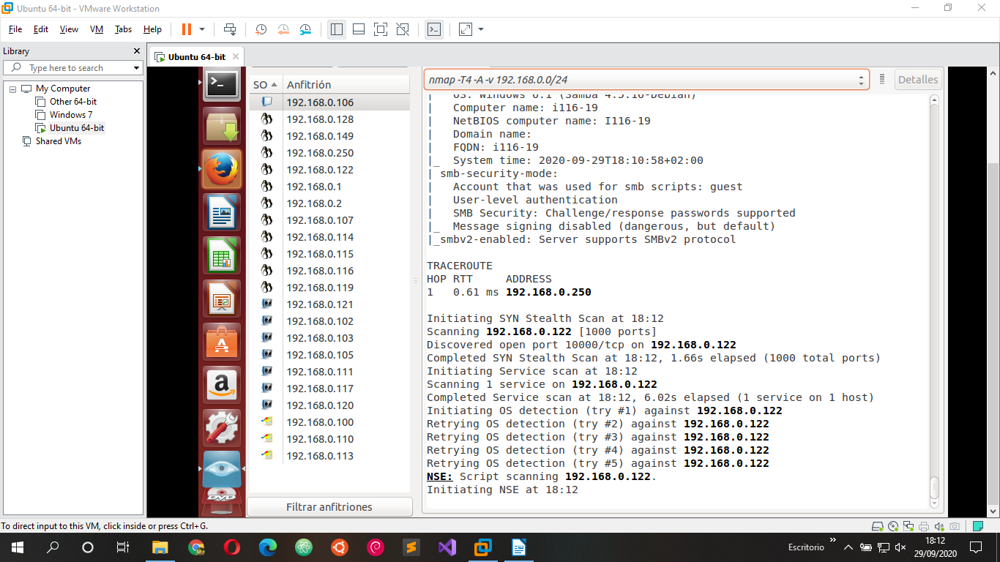 Ubuntu 64-bit - VMware Workstation
File Edit View VM Tabs Help
Library
Type here to search
My Computer
Other 64-bit
Windows 7
Ubuntu 64-bit
Shared VMs
Ubuntu 64-bit
SO Anfitrión
192.168.0.106
192.168.0.128
192.168.0.149
192.168.0.250
192.168.0.122
192.168.0.1
192.168.0.2
192.168.0.107
192.168.0.114
192.168.0.115
192.168.0.116
192.168.0.119
192.168.0.121
192.168.0.102
192.168.0.103
192.168.0.105
192.168.0.111
192.168.0.117
192.168.0.120
192.168.0.100
192.168.0.110
192.168.0.113
Filtrar anfitriones
nmap -T4 -A -v 192.168.0.0/24
Detalles
| OS: Windows 6.1 (Samba 4.5.16-Debian)
| Computer name: i116-19
| NetBIOS computer name: I116-19
| Domain name:
| FQDN: i116-19
|_ System time: 2020-09-29T18:10:58+02:00
| smb-security-mode:
| Account that was used for smb scripts: guest
| User-level authentication
| SMB Security: Challenge/response passwords supported
|_ Message signing disabled (dangerous, but default)
|_smbv2-enabled: Server supports SMBv2 protocol
TRACEROUTE
HOP RTT ADDRESS
1 0.61 ms 192.168.0.250
Initiating SYN Stealth Scan at 18:12
Scanning 192.168.0.122 [1000 ports]
Discovered open port 10000/tcp on 192.168.0.122
Completed SYN Stealth Scan at 18:12, 1.66s elapsed (1000 total ports)
Initiating Service scan at 18:12
Scanning 1 service on 192.168.0.122
Completed Service scan at 18:12, 6.02s elapsed (1 service on 1 host)
Initiating OS detection (try #1) against 192.168.0.122
Retrying OS detection (try #2) against 192.168.0.122
Retrying OS detection (try #3) against 192.168.0.122
Retrying OS detection (try #4) against 192.168.0.122
Retrying OS detection (try #5) against 192.168.0.122
NSE: Script scanning 192.168.0.122.
Initiating NSE at 18:12
To direct input to this VM, click inside or press Ctrl+G.
Escritorio
18:12
29/09/2020